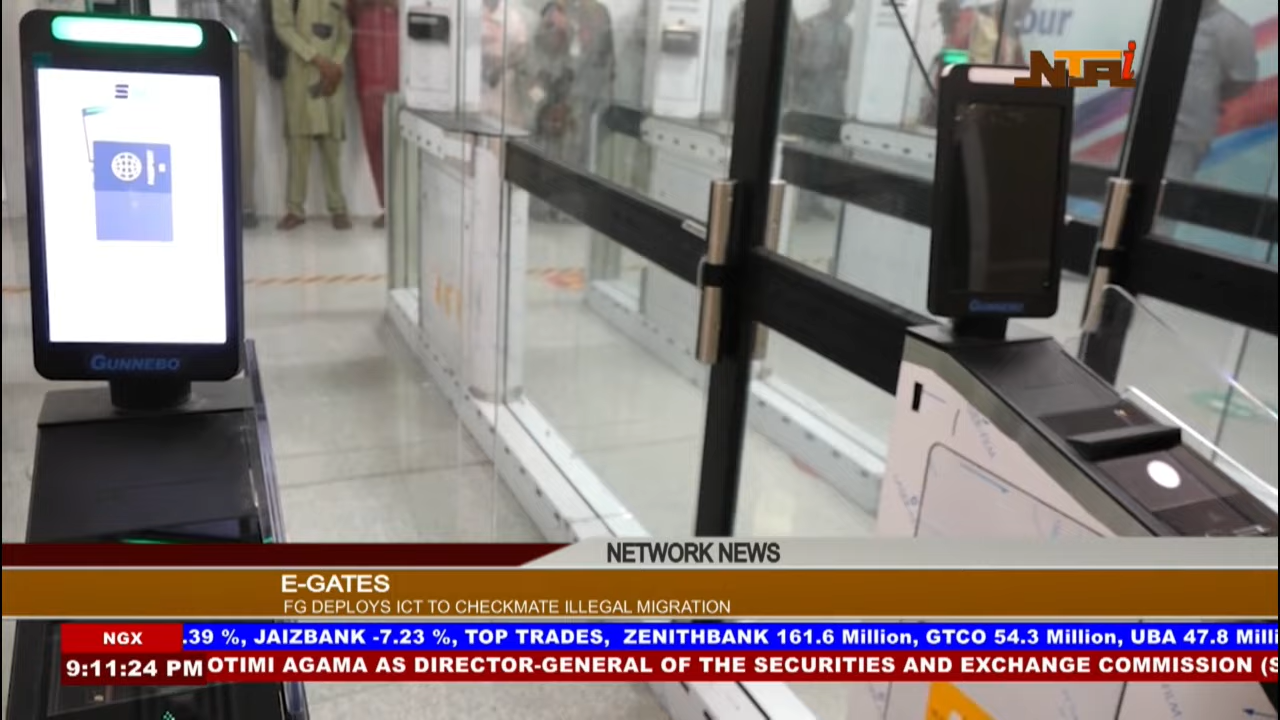 our
NTAi
GUNNEBO
GUNNEBO
NETWORK NEWS
E-GATES
FG DEPLOYS ICT TO CHECKMATE ILLEGAL MIGRATION
NGX
.39 %, JAIZBANK -7.23 %, TOP TRADES, ZENITHBANK 161.6 Million, GTCO 54.3 Million, UBA 47.8 Milli
9:11:24 PM
OTIMI AGAMA AS DIRECTOR-GENERAL OF THE SECURITIES AND EXCHANGE COMMISSION (S